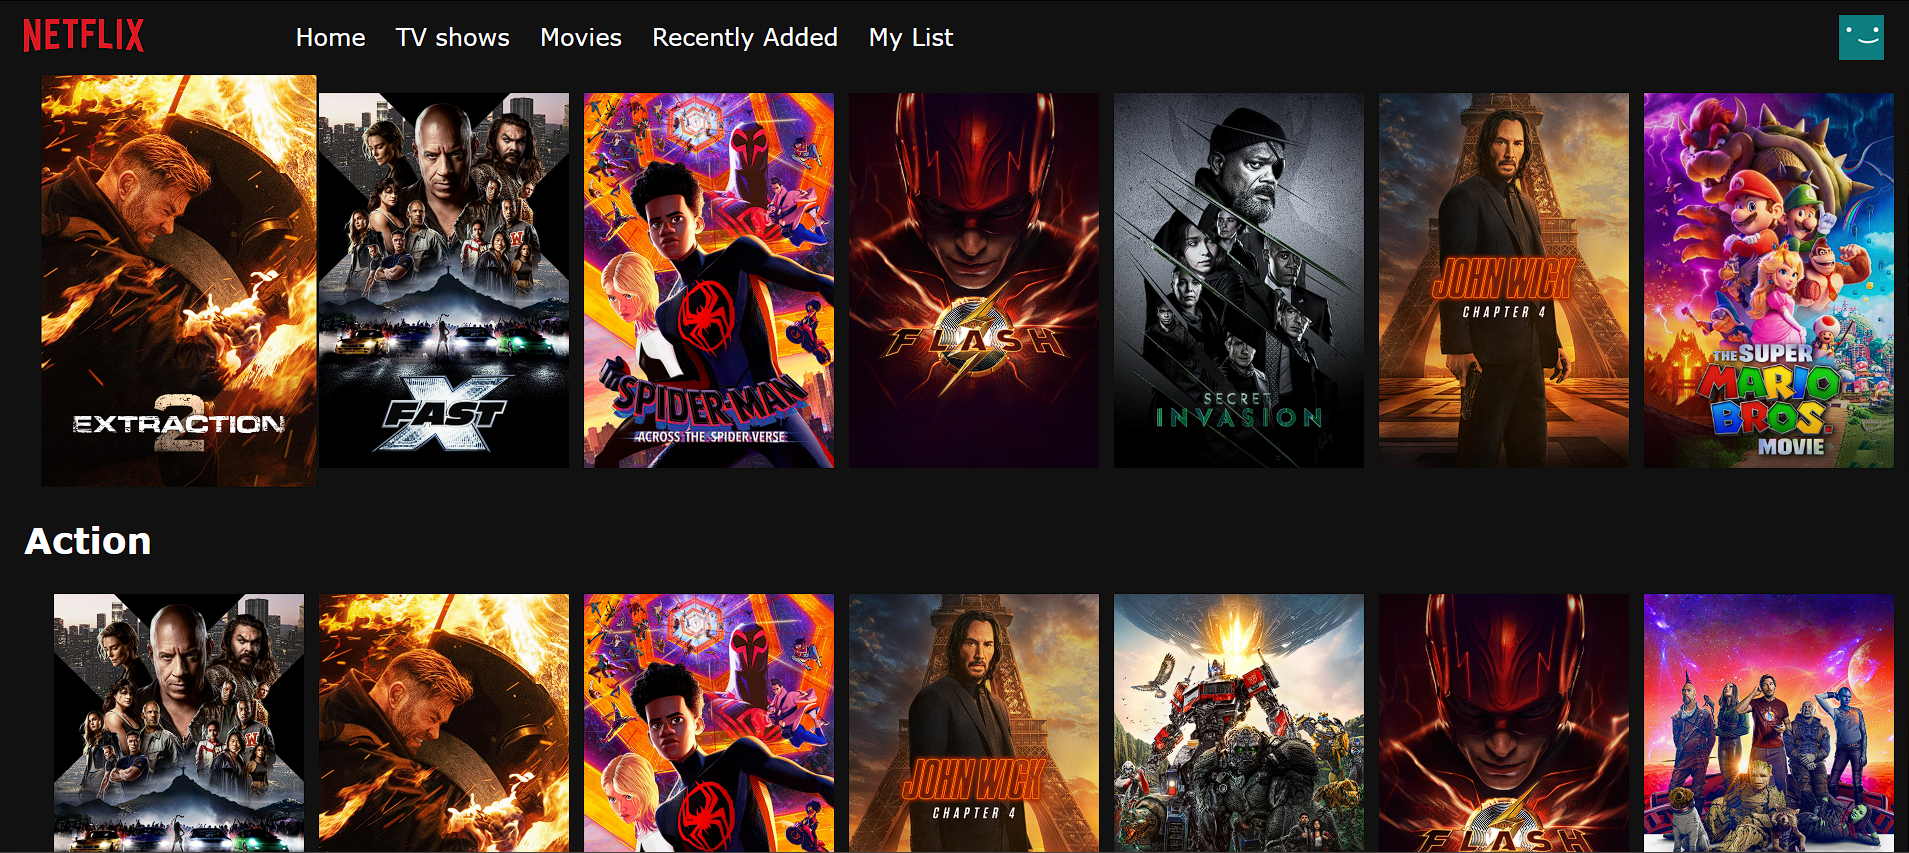 NETFLIX
Home
TV shows
Movies
Recently Added
My List
EXTRACTION
2
FAST
X
SPIDER-MAN
ACROSS THE SPIDER-VERSE
FLASH
SECRET
INVASION
JOHN WICK
CHAPTER 4
THE SUPER
MARIO
BROS.
MOVIE
Action
W
JOHN WICK
CHAPTER 4
FLASH